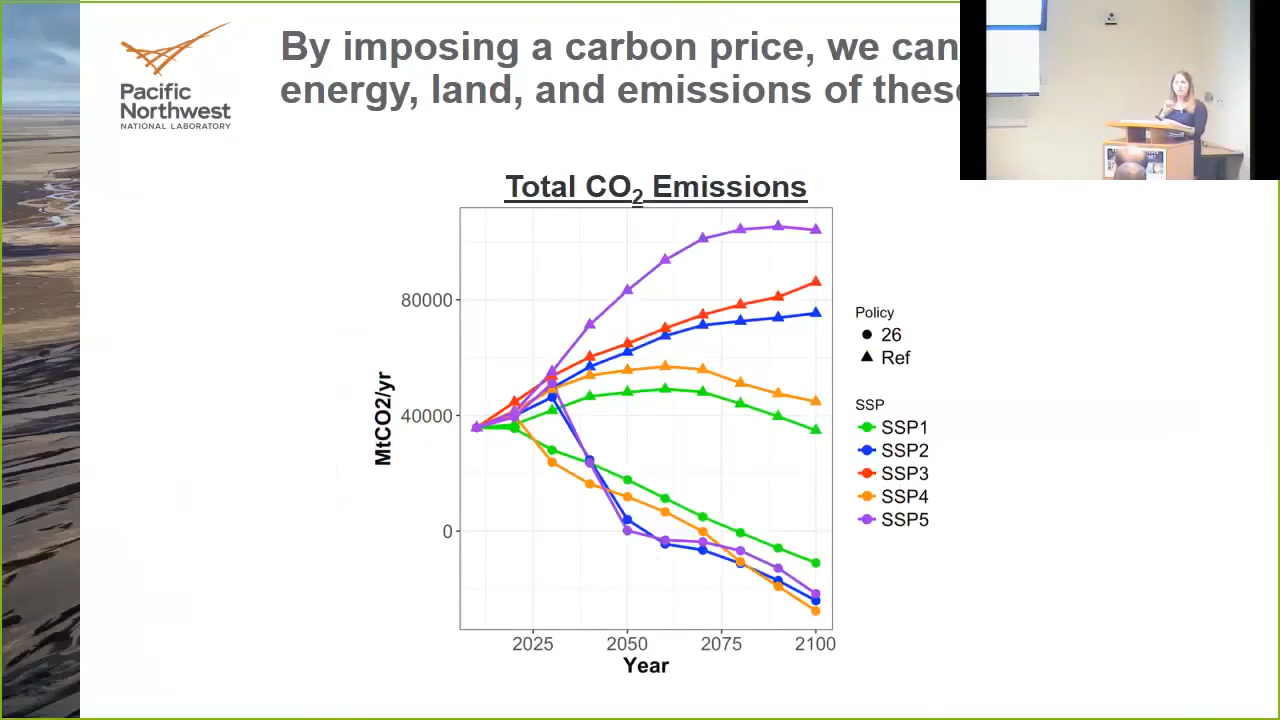 Pacific
Northwest
NATIONAL LABORATORY
By imposing a carbon price, we can
energy, land, and emissions of these
Total CO2 Emissions
MtCO2/yr
80000
40000
0
2025
2050
2075
2100
Year
Policy
26
Ref
SSP
SSP1
SSP2
SSP3
SSP4
SSP5